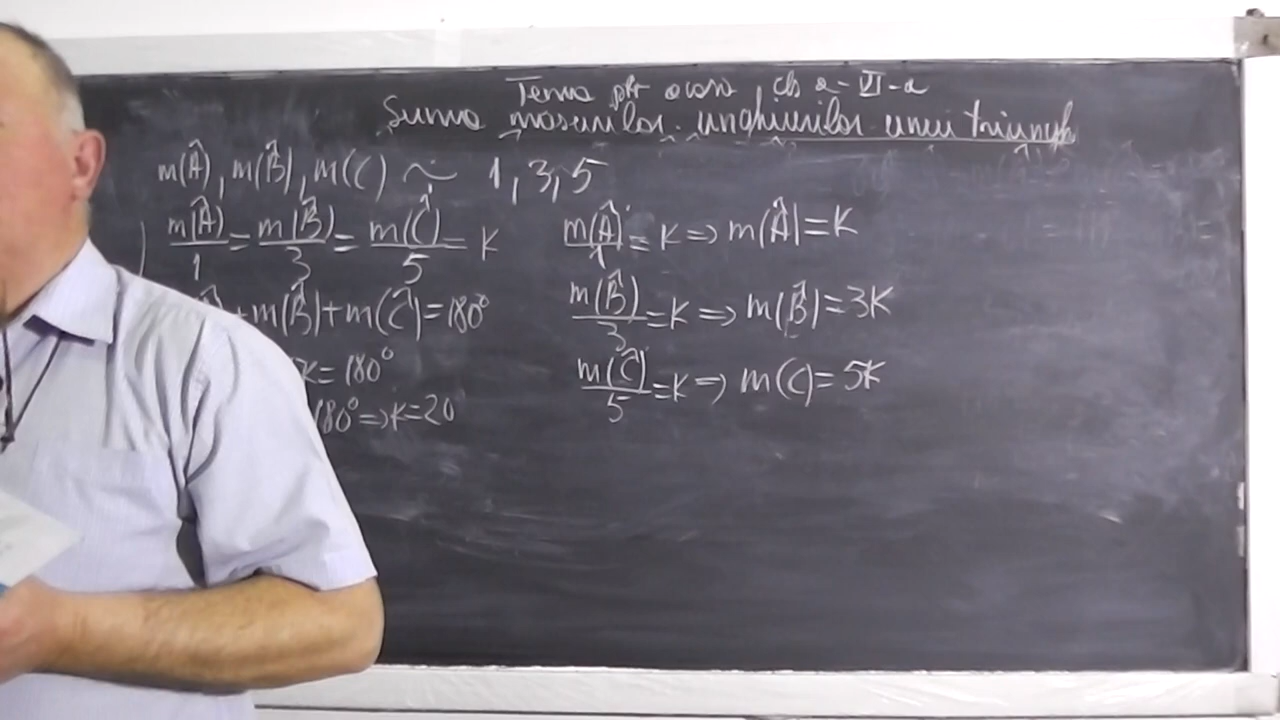 Tema ptr acasă, cls a-VI-a
Suma măsurilor unghiurilor unui triunghi
m(Â), m(B̂), m(C) ~ 1, 3, 5
m(Â)/1 = m(B̂)/3 = m(Ĉ)/5 = K
+m(B̂)+m(Ĉ)=180°
K=180°
180°⇒K=20
m(Â)/1=K⇒m(Â)=K
m(B̂)/3=K⇒m(B̂)=3K
m(Ĉ)/5=K⇒m(C)=5K